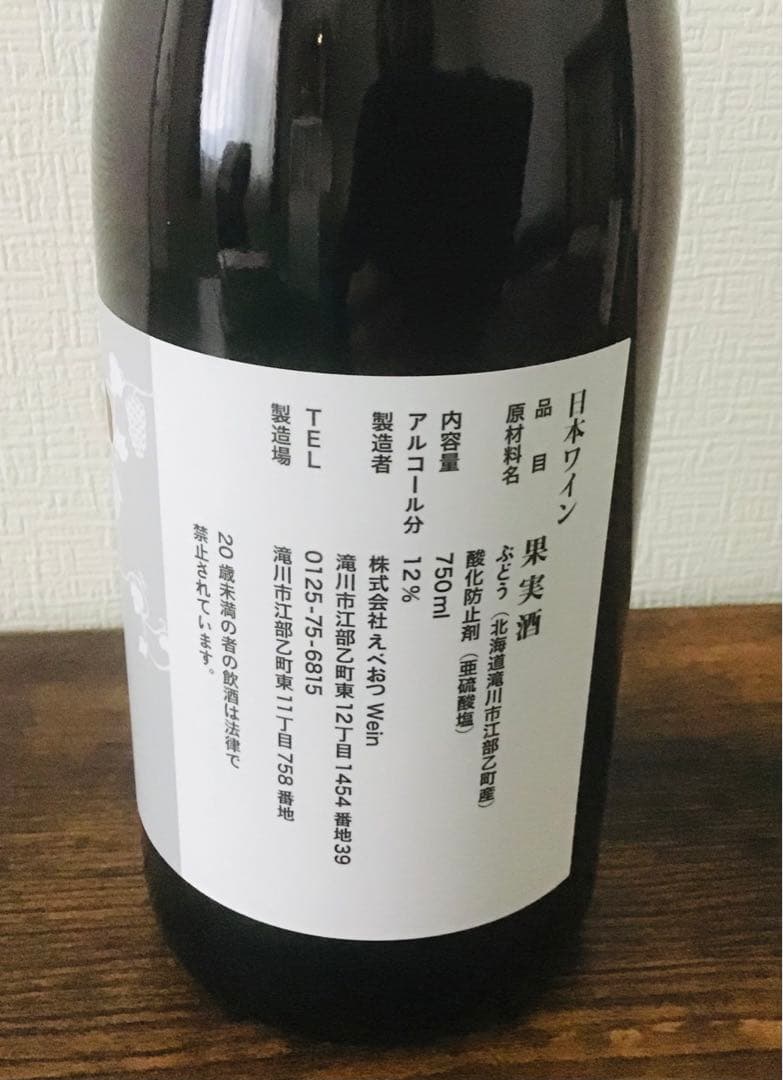 日本ワイン
品目 果実酒
原材料名 ぶどう（北海道滝川市江部乙町産）
酸化防止剤（亜硫酸塩）
内容量 750ml
アルコール分 12%
製造者 株式会社 えべおつ Wein
滝川市江部乙町東12丁目1454番地39
TEL 0125-75-6815
製造場 滝川市江部乙町東11丁目758番地
20歳未満の者の飲酒は法律で
禁止されています。